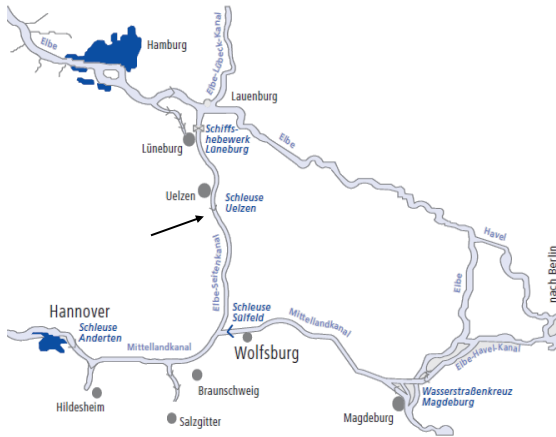 Elbe
Hamburg
Elbe-Lübeck-Kanal
Lauenburg
Schiffs-
hebewerk
Lüneburg
Lüneburg
Elbe
Uelzen
Schleuse
Uelzen
Havel
nach Berlin
Elbe
Elbe-Seitenkanal
Hannover
Schleuse
Anderten
Schleuse
Sülfeld
Mittellandkanal
Mittellandkanal
Wolfsburg
Elbe-Havel-Kanal
Braunschweig
Hildesheim
Salzgitter
Magdeburg
Wasserstraßenkreuz
Magdeburg